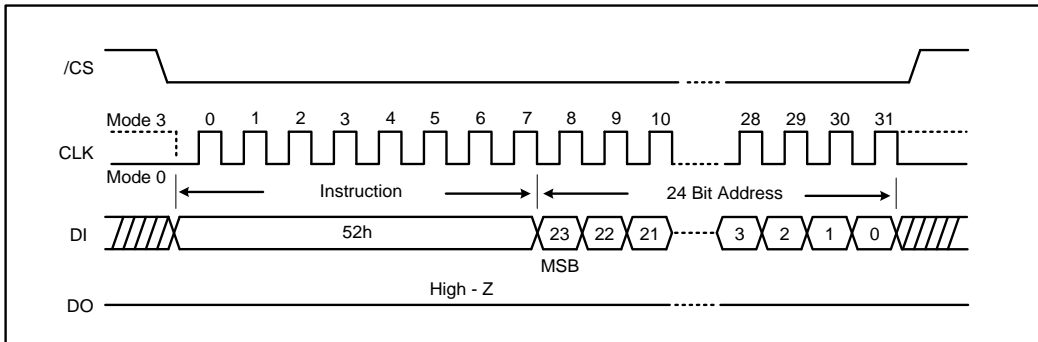 /CS
Mode 3 0 1 2 3 4 5 6 7 8 9 10 28 29 30 31
CLK
Mode 0
Instruction 24 Bit Address
DI 52h 23 22 21 3 2 1 0
MSB
High - Z
DO